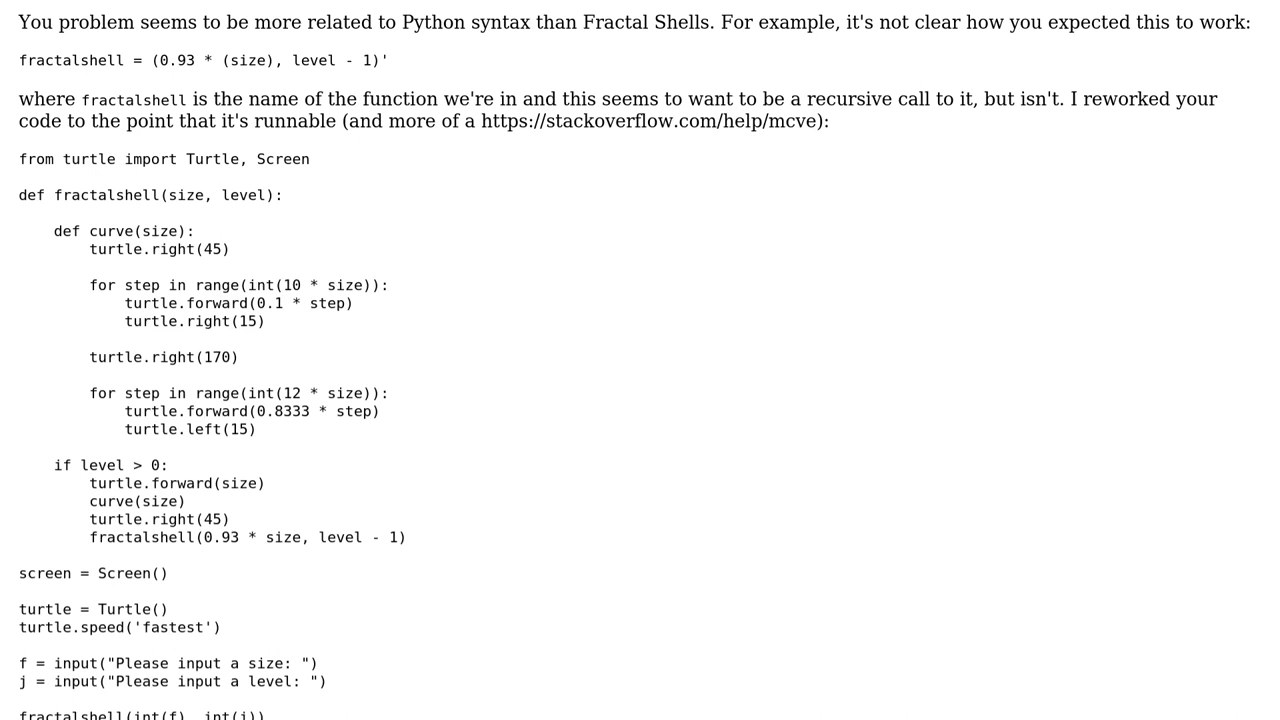 You problem seems to be more related to Python syntax than Fractal Shells. For example, it's not clear how you expected this to work:
fractalshell = (0.93 * (size), level - 1)'
where fractalshell is the name of the function we're in and this seems to want to be a recursive call to it, but isn't. I reworked your
code to the point that it's runnable (and more of a https://stackoverflow.com/help/mcve):
from turtle import Turtle, Screen
def fractalshell(size, level):
    def curve(size):
        turtle.right(45)
        for step in range(int(10 * size)):
            turtle.forward(0.1 * step)
            turtle.right(15)
        turtle.right(170)
        for step in range(int(12 * size)):
            turtle.forward(0.8333 * step)
            turtle.left(15)
    if level > 0:
        turtle.forward(size)
        curve(size)
        turtle.right(45)
        fractalshell(0.93 * size, level - 1)
screen = Screen()
turtle = Turtle()
turtle.speed('fastest')
f = input("Please input a size: ")
j = input("Please input a level: ")
fractalshell(int(f), int(j))